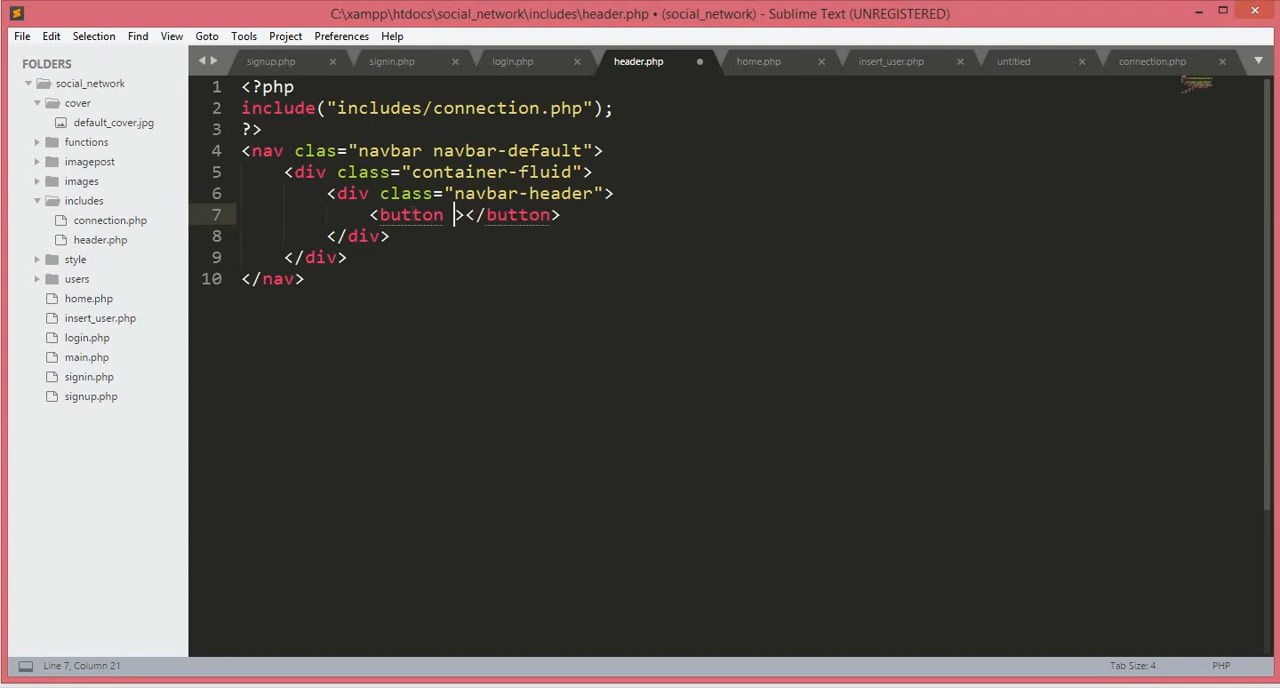 C:\xampp\htdocs\social_network\includes\header.php • (social_network) - Sublime Text (UNREGISTERED)
File Edit Selection Find View Goto Tools Project Preferences Help
FOLDERS
social_network
cover
default_cover.jpg
functions
imagepost
images
includes
connection.php
header.php
style
users
home.php
insert_user.php
login.php
main.php
signin.php
signup.php
signup.php signin.php login.php header.php home.php insert_user.php untitled connection.php
1 <?php
2 include("includes/connection.php");
3 ?>
4 <nav clas="navbar navbar-default">
5 <div class="container-fluid">
6 <div class="navbar-header">
7 <button ></button>
8 </div>
9 </div>
10 </nav>
Line 7, Column 21 Tab Size: 4 PHP